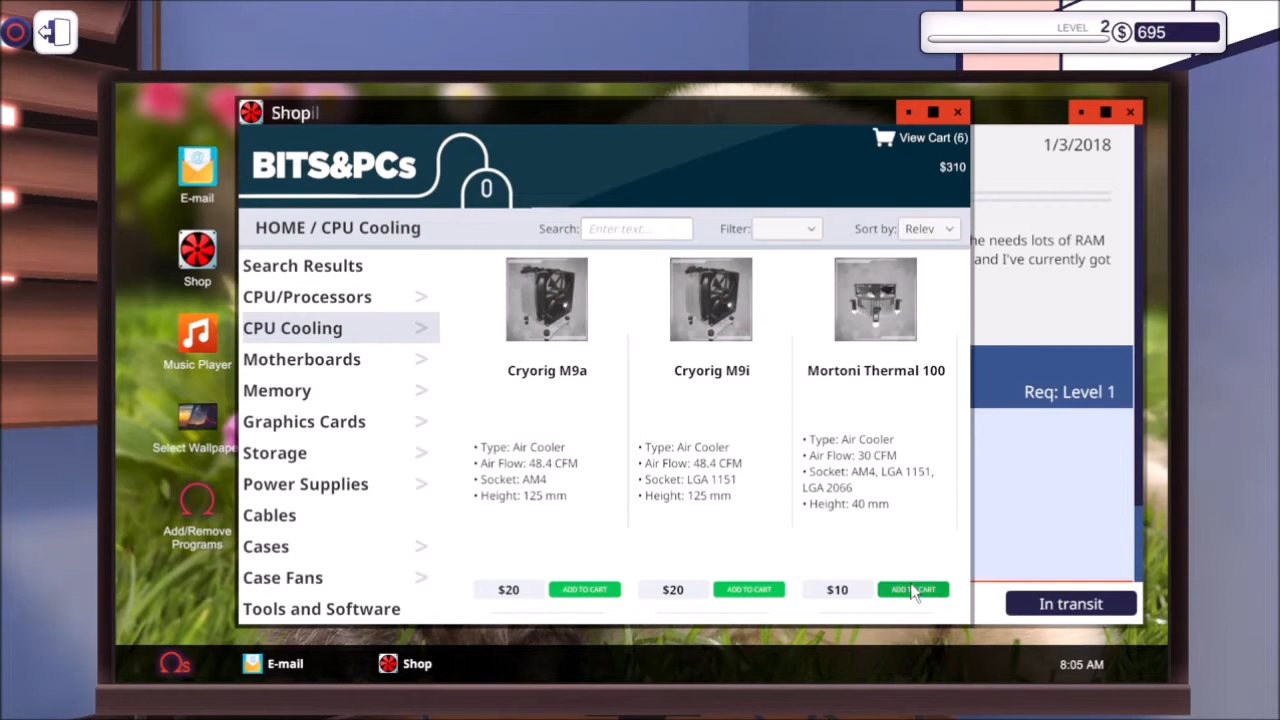 LEVEL 2 $ 695
Shop
BITS&PCs
View Cart (6)
$310
HOME / CPU Cooling
Search: Enter text...
Filter:
Sort by: Relev
Search Results
CPU/Processors >
CPU Cooling >
Motherboards >
Memory >
Graphics Cards >
Storage >
Power Supplies >
Cables
Cases >
Case Fans >
Tools and Software
Cryorig M9a
• Type: Air Cooler
• Air Flow: 48.4 CFM
• Socket: AM4
• Height: 125 mm
$20 ADD TO CART
Cryorig M9i
• Type: Air Cooler
• Air Flow: 48.4 CFM
• Socket: LGA 1151
• Height: 125 mm
$20 ADD TO CART
Mortoni Thermal 100
• Type: Air Cooler
• Air Flow: 30 CFM
• Socket: AM4, LGA 1151,
LGA 2066
• Height: 40 mm
$10 ADD TO CART
1/3/2018
he needs lots of RAM
and I've currently got
Req: Level 1
In transit
E-mail
Shop
Music Player
Select Wallpape
Add/Remove
Programs
E-mail
Shop
8:05 AM